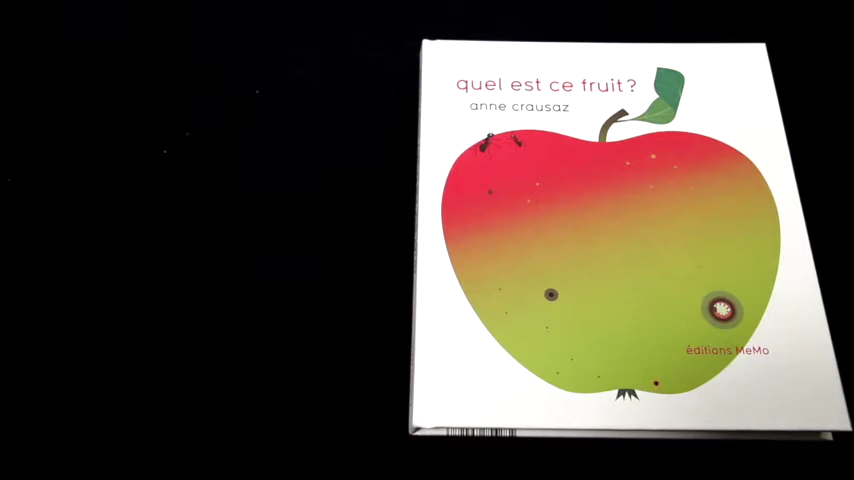 quel est ce fruit?
anne crausaz
éditions MeMo